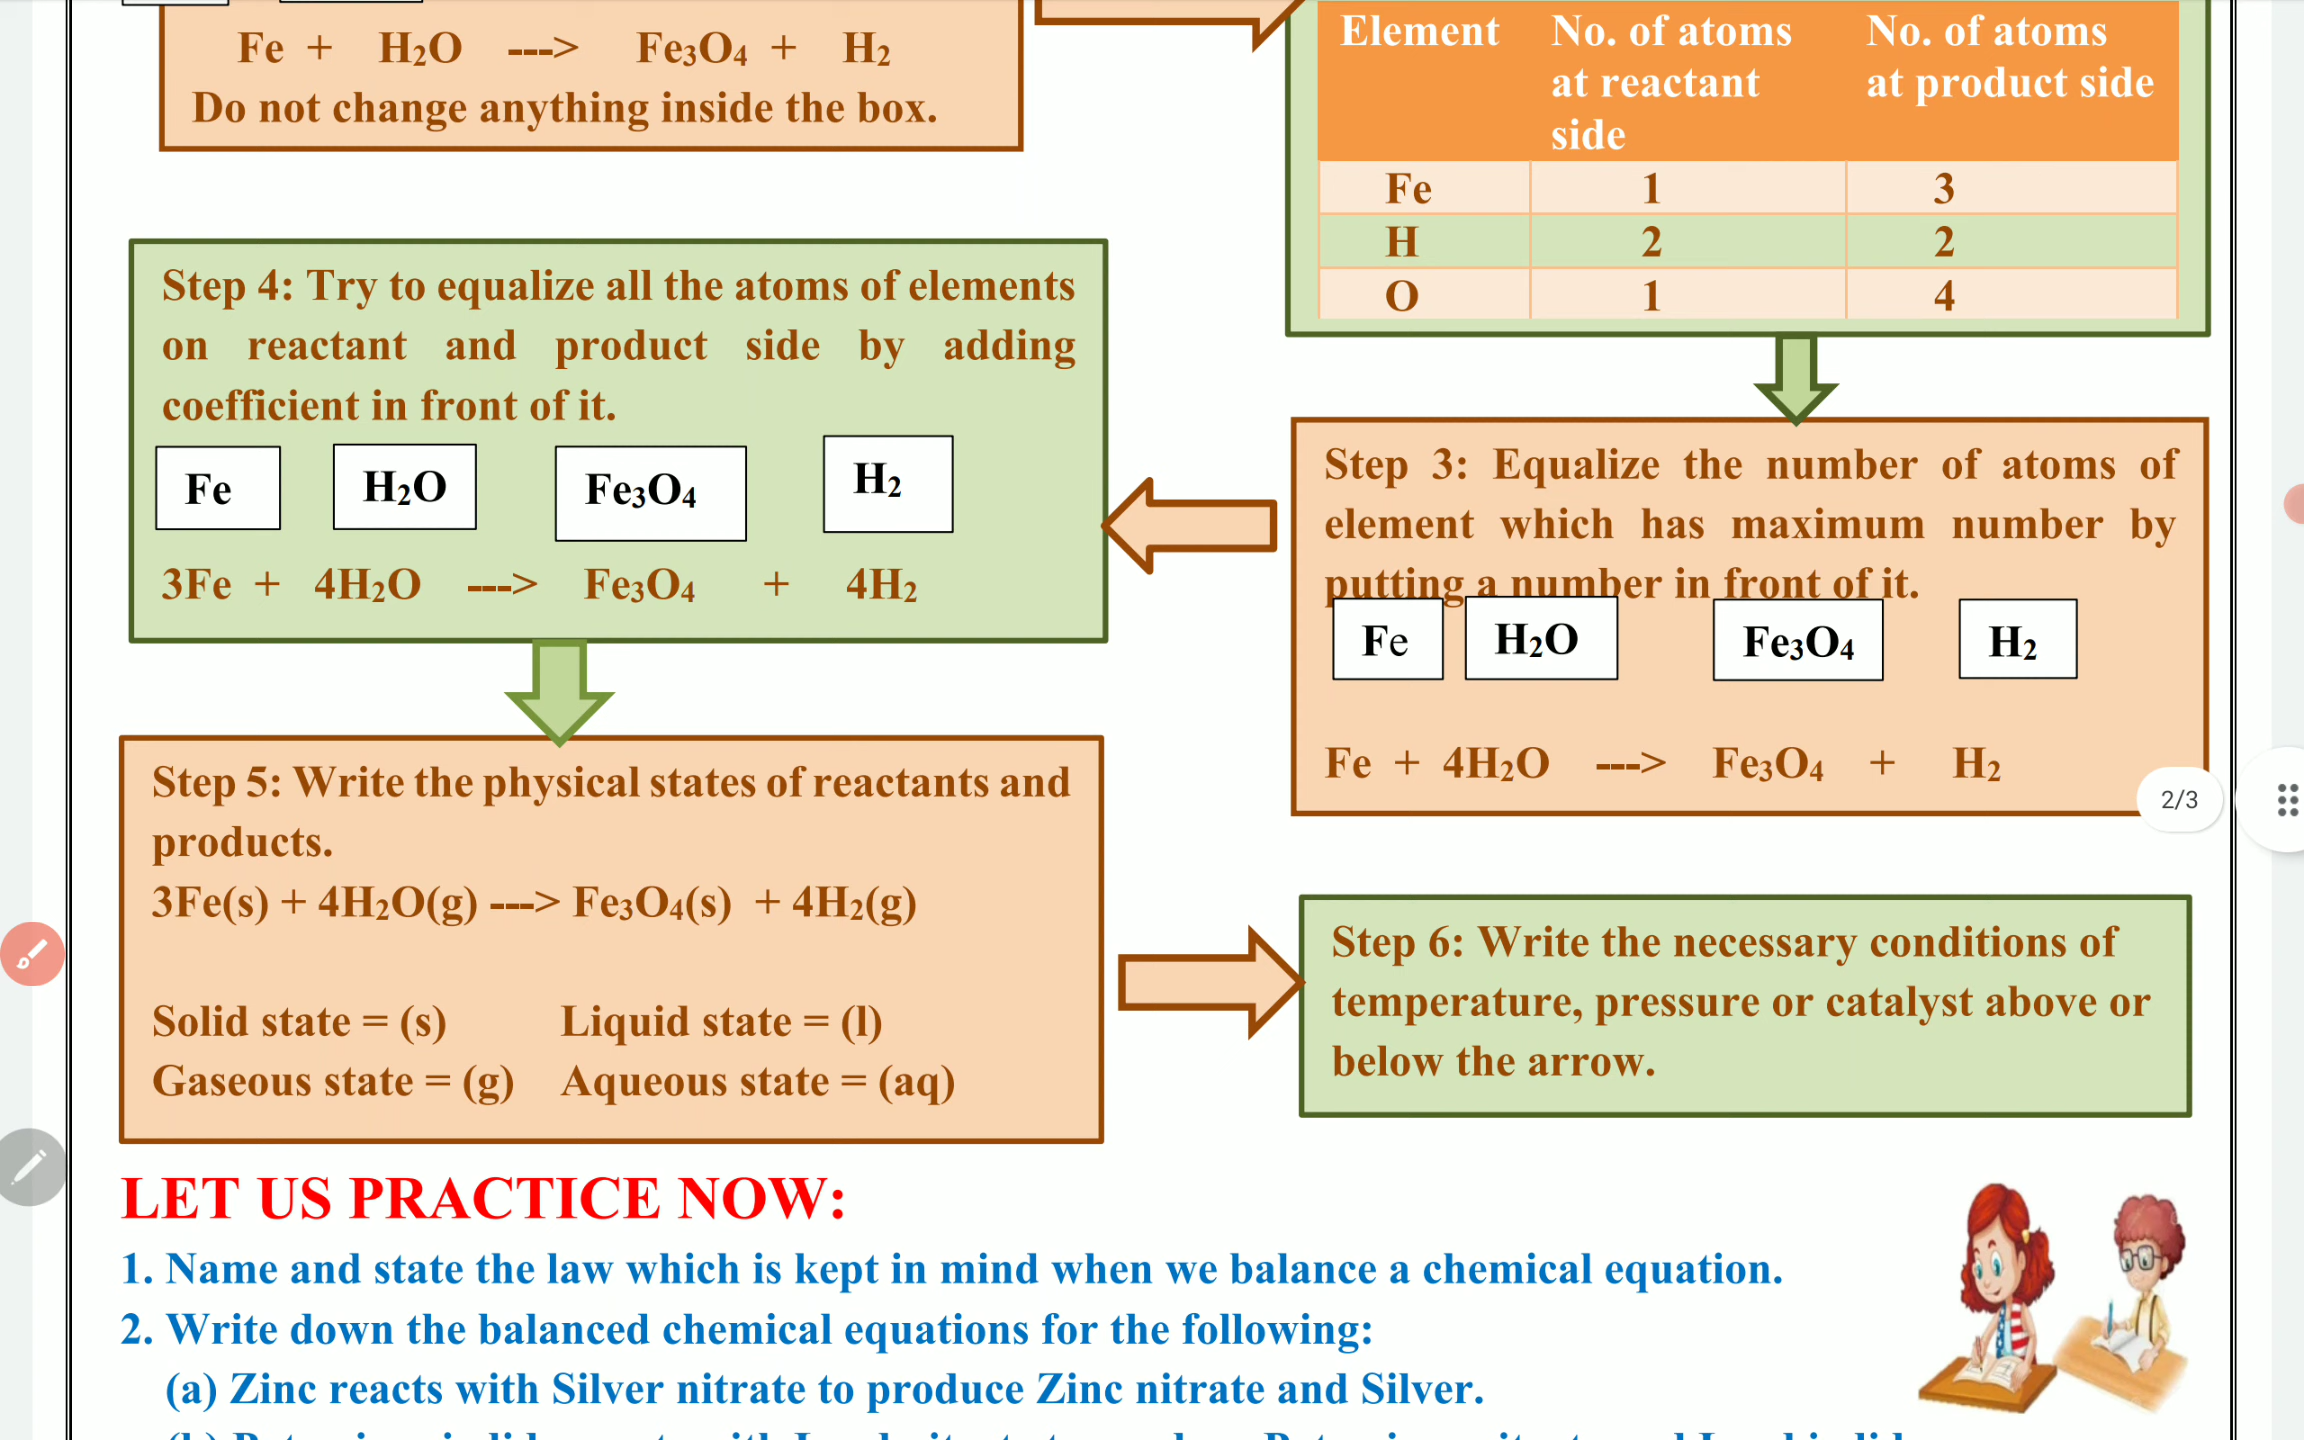 Fe + H₂O ---> Fe₃O₄ + H₂
Do not change anything inside the box.
Element No. of atoms at reactant side No. of atoms at product side
Fe 1 3
H 2 2
O 1 4
Step 3: Equalize the number of atoms of
element which has maximum number by
putting a number in front of it.
Fe H₂O Fe₃O₄ H₂
Fe + 4H₂O ---> Fe₃O₄ + H₂
Step 4: Try to equalize all the atoms of elements
on reactant and product side by adding
coefficient in front of it.
Fe H₂O Fe₃O₄ H₂
3Fe + 4H₂O ---> Fe₃O₄ + 4H₂
Step 5: Write the physical states of reactants and
products.
3Fe(s) + 4H₂O(g) ---> Fe₃O₄(s) + 4H₂(g)
Solid state = (s) Liquid state = (l)
Gaseous state = (g) Aqueous state = (aq)
2/3
Step 6: Write the necessary conditions of
temperature, pressure or catalyst above or
below the arrow.
LET US PRACTICE NOW:
1. Name and state the law which is kept in mind when we balance a chemical equation.
2. Write down the balanced chemical equations for the following:
(a) Zinc reacts with Silver nitrate to produce Zinc nitrate and Silver.